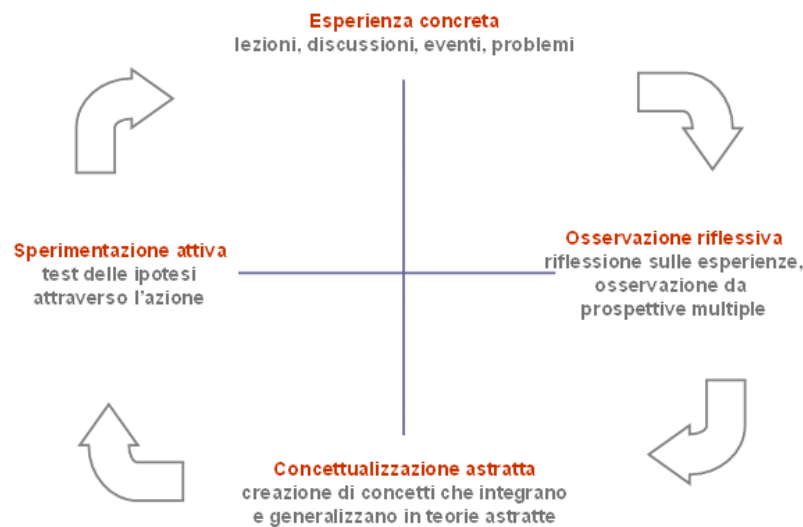 Esperienza concreta
lezioni, discussioni, eventi, problemi
Sperimentazione attiva
test delle ipotesi
attraverso l'azione
Osservazione riflessiva
riflessione sulle esperienze,
osservazione da
prospettive multiple
Concettualizzazione astratta
creazione di concetti che integrano
e generalizzano in teorie astratte